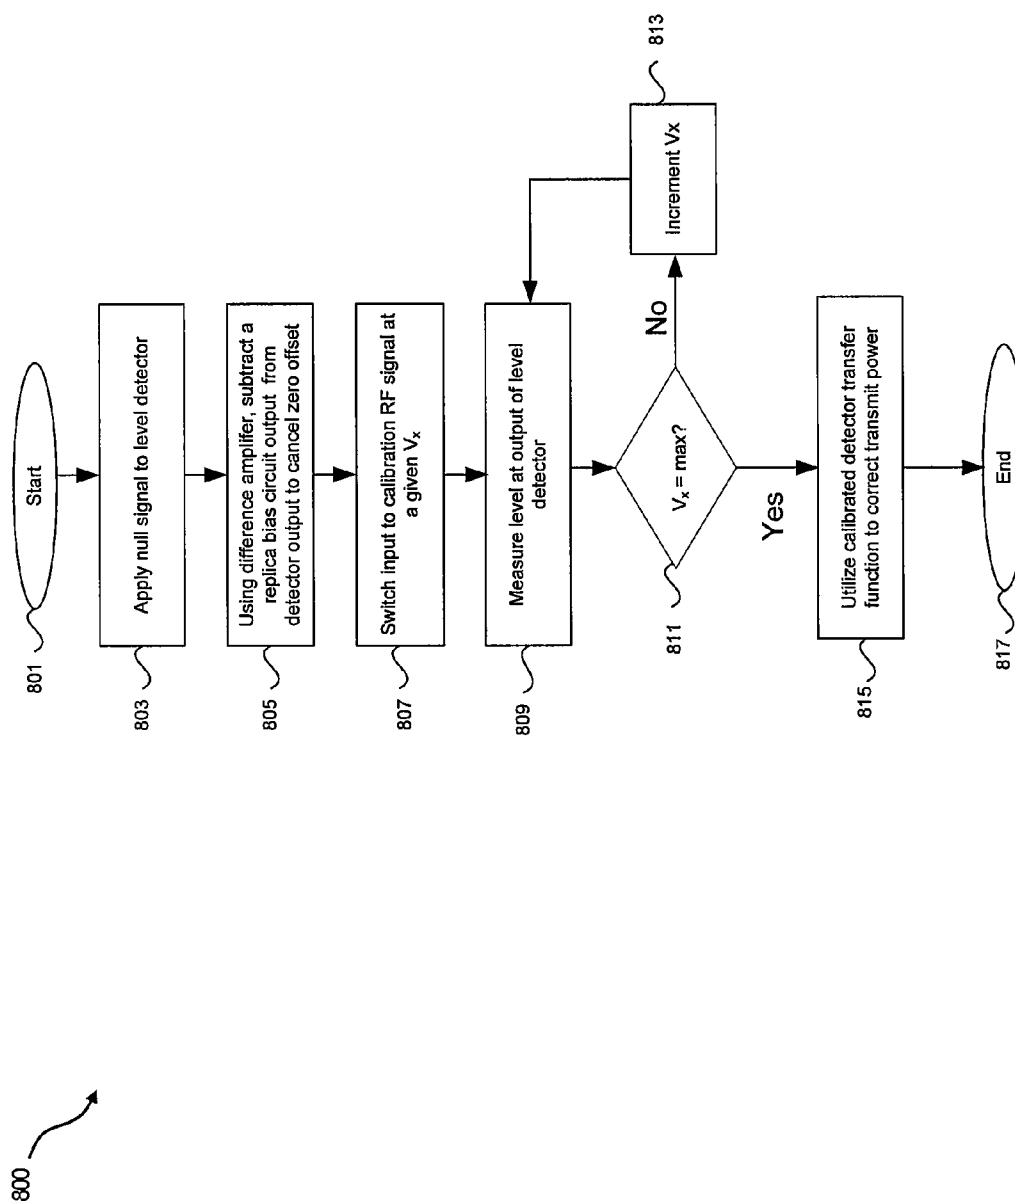 800
801
Start
803
Apply null signal to level detector
805
Using difference amplifer, subtract a
replica bias circuit output from
detector output to cancel zero offset
807
Switch input to calibration RF signal at
a given Vx
809
Measure level at output of level
detector
811
Vx = max?
No
813
Increment Vx
Yes
815
Utilize calibrated detector transfer
function to correct transmit power
817
End